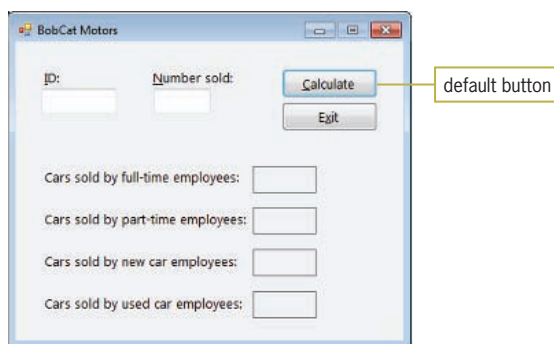 BobCat Motors
ID:
Number sold:
Calculate
default button
Exit
Cars sold by full-time employees:
Cars sold by part-time employees:
Cars sold by new car employees:
Cars sold by used car employees: